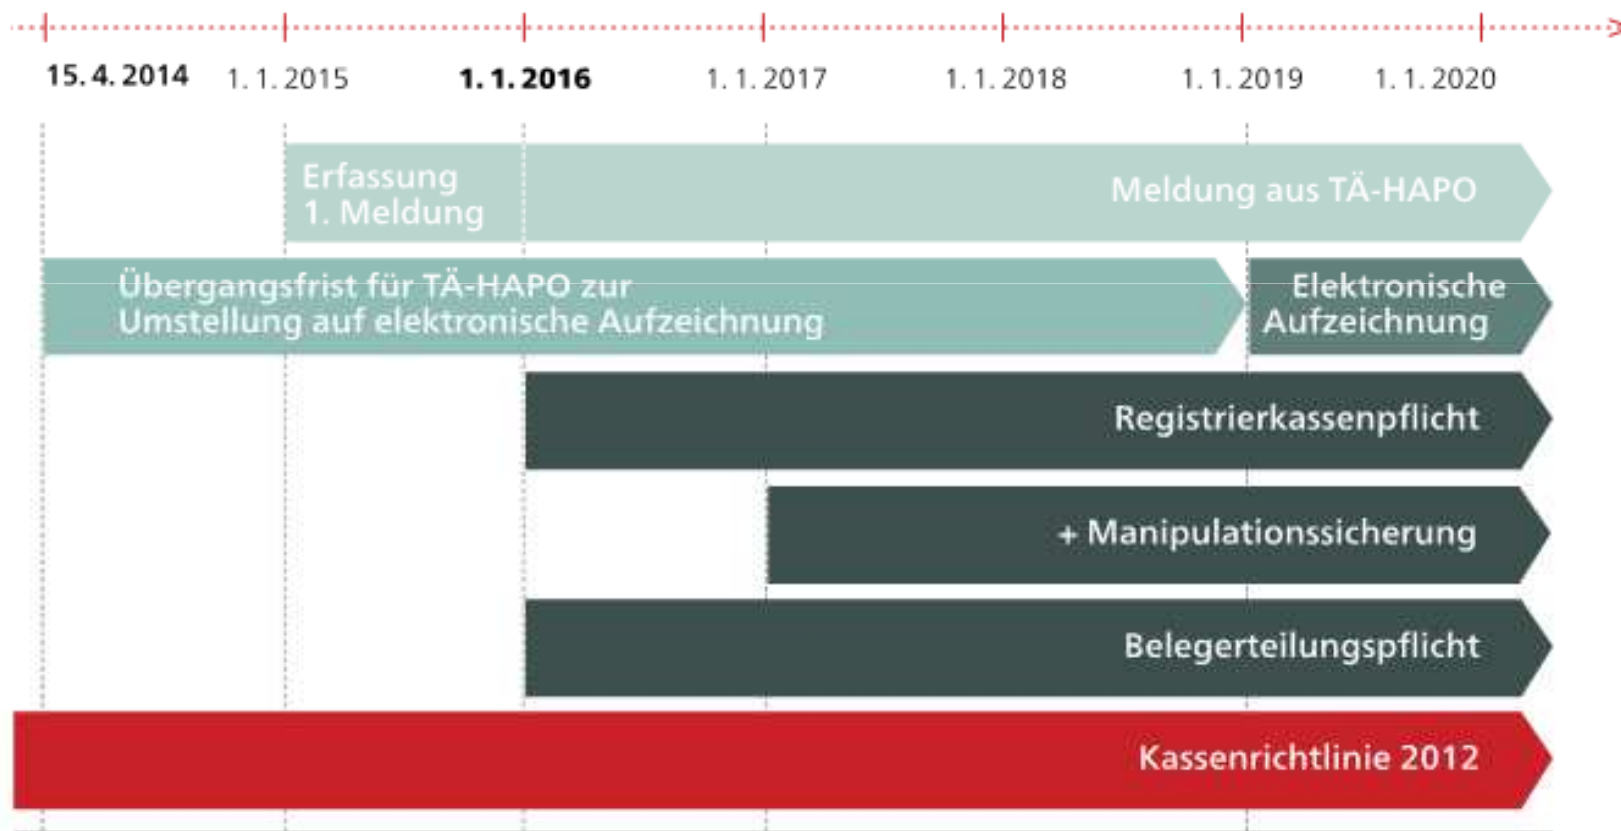 15. 4. 2014 1. 1. 2015 1. 1. 2016 1. 1. 2017 1. 1. 2018 1. 1. 2019 1. 1. 2020
Erfassung
1. Meldung
Meldung aus TÄ-HAPO
Übergangsfrist für TÄ-HAPO zur
Umstellung auf elektronische Aufzeichnung
Elektronische
Aufzeichnung
Registrierkassenpflicht
+ Manipulationssicherung
Belegerteilungspflicht
Kassenrichtlinie 2012